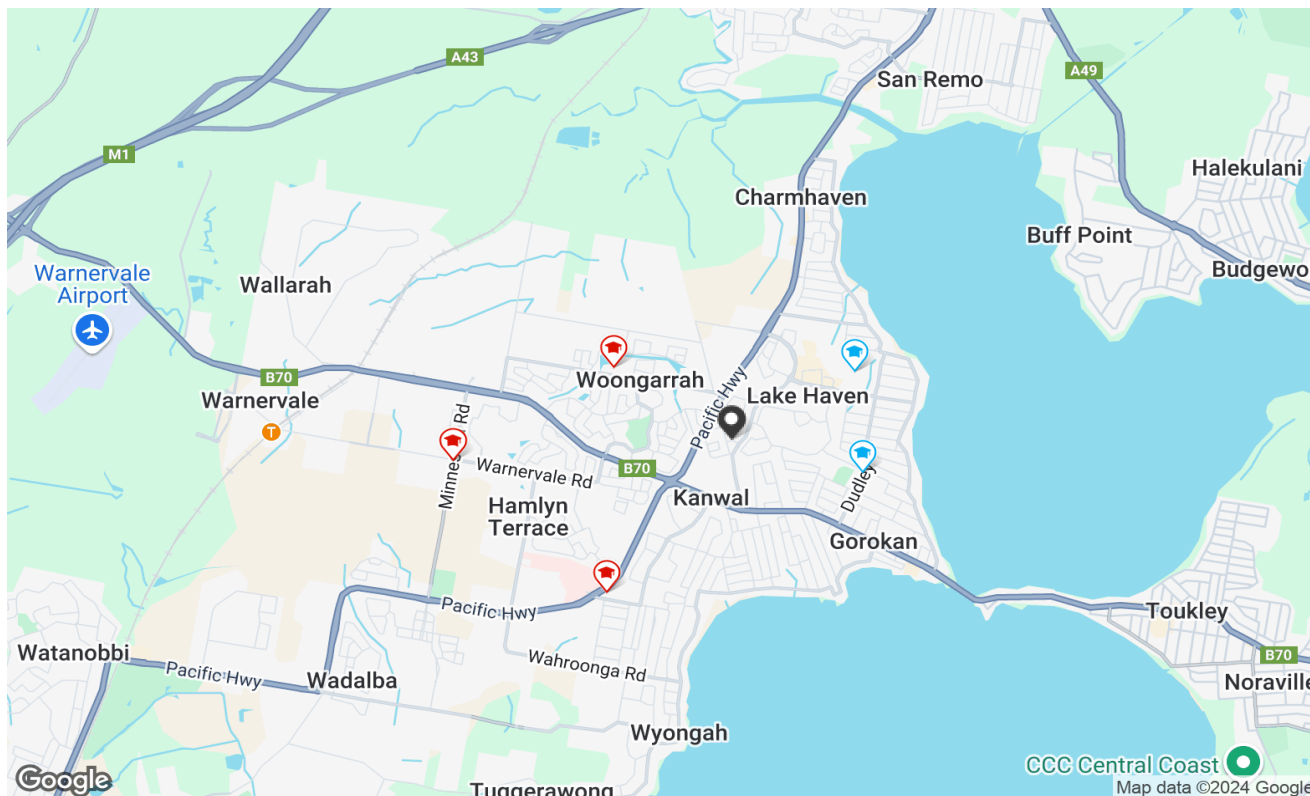 A43
San Remo
A49
M1
Halekulani
Charmhaven
Buff Point
Warnervale
Airport
Wallarah
Budgewo
B70
Woongarrah
Pacific Hwy
Lake Haven
Warnervale
T
Minnes
Rd
Warnervale Rd
B70
Kanwal
Dudley
Hamlyn
Terrace
Gorokan
Pacific Hwy
Toukley
Watanobbi
Pacific Hwy
Wahroonga Rd
B70
Wadalba
Noraville
Wyongah
CCC Central Coast
Google
Tuggerawong
Map data ©2024 Google